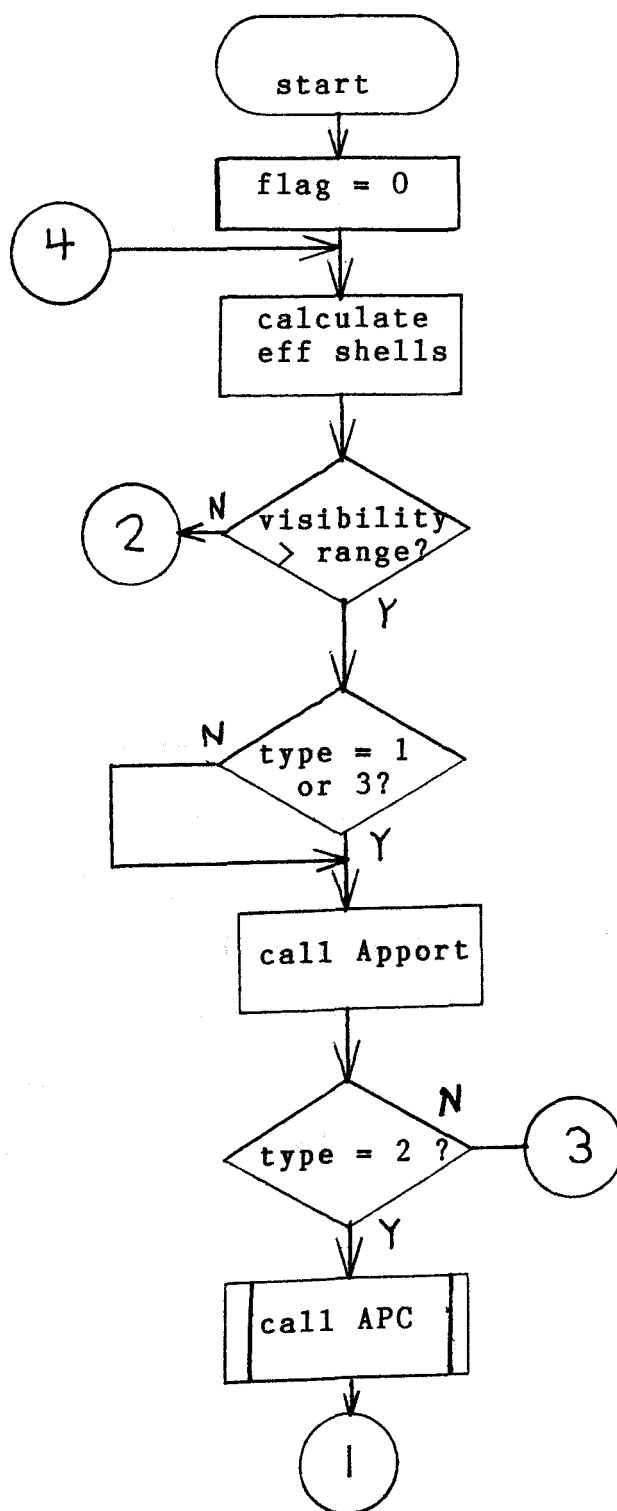 start
flag = 0
4
calculate
eff shells
N
2
visibility
> range?
Y
N
type = 1
or 3?
Y
call Apport
N
type = 2 ?
3
Y
call APC
1